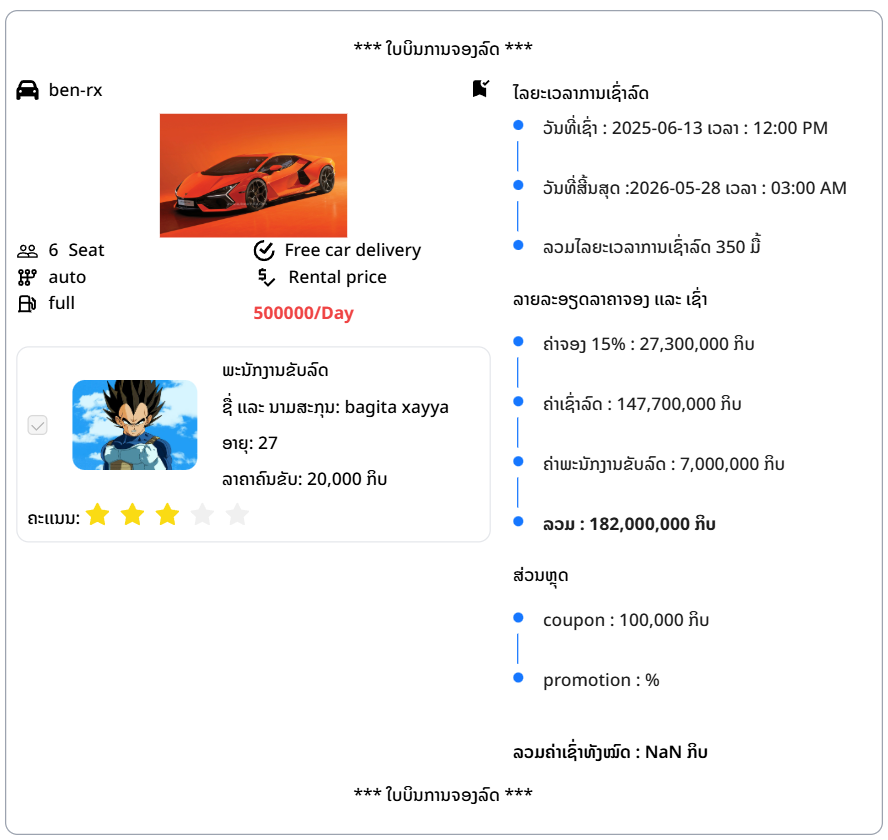 *** ໃບບິນການຈອງລົດ ***
ben-rx
6 Seat
auto
full
Free car delivery
Rental price
500000/Day
ພະນັກງານຂັບລົດ
ຊື່ ແລະ ນາມສະກຸນ: bagita xayya
ອາຍຸ: 27
ລາຄາຄົນຂັບ: 20,000 ກິບ
ຄະແນນ:
ໄລຍະເວລາການເຊົ່າລົດ
ວັນທີ່ເຊົ່າ : 2025-06-13 ເວລາ : 12:00 PM
ວັນທີ່ສິ້ນສຸດ :2026-05-28 ເວລາ : 03:00 AM
ລວມໄລຍະເວລາການເຊົ່າລົດ 350 ມື້
ລາຍລະອຽດລາຄາຈອງ ແລະ ເຊົ່າ
ຄ່າຈອງ 15% : 27,300,000 ກິບ
ຄ່າເຊົ່າລົດ : 147,700,000 ກິບ
ຄ່າພະນັກງານຂັບລົດ : 7,000,000 ກິບ
ລວມ : 182,000,000 ກິບ
ສ່ວນຫຼຸດ
coupon : 100,000 ກິບ
promotion : %
ລວມຄ່າເຊົ່າທັງໝົດ : NaN ກິບ
*** ໃບບິນການຈອງລົດ ***